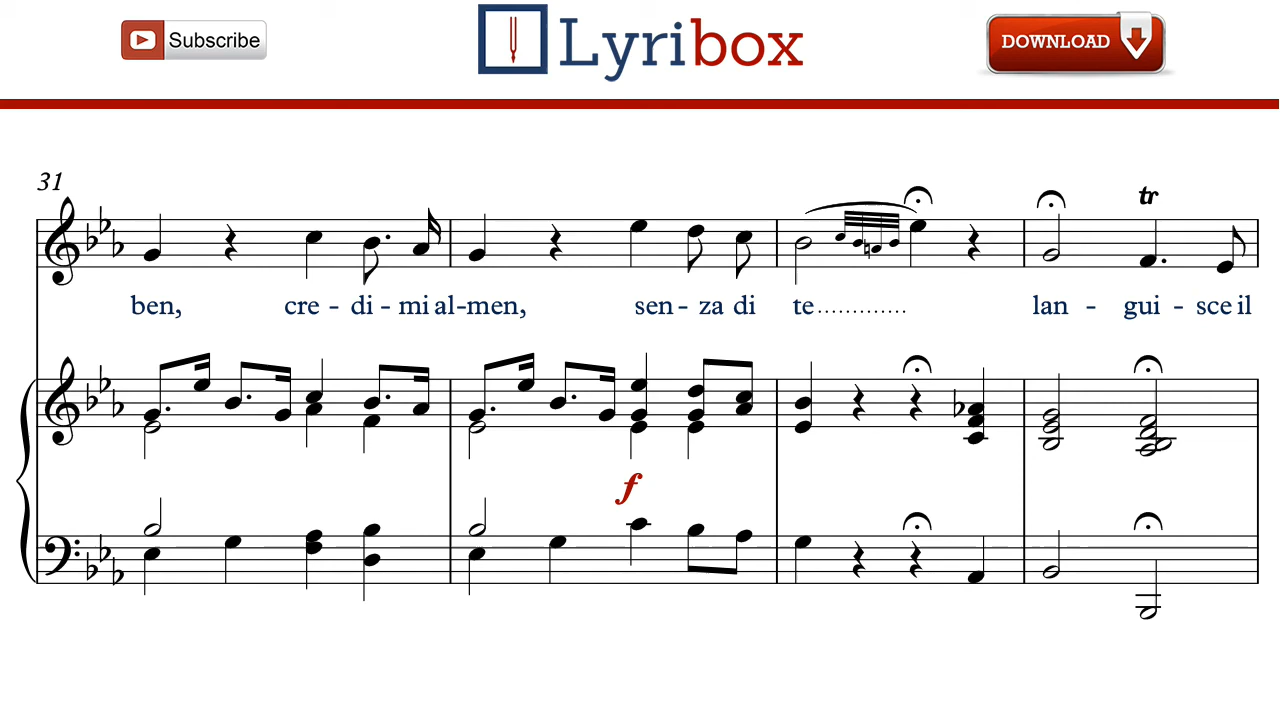 Subscribe
Lyribox
DOWNLOAD
31
tr
ben, cre - di - mi al-men, sen - za di te............. lan - gui - sce il
f